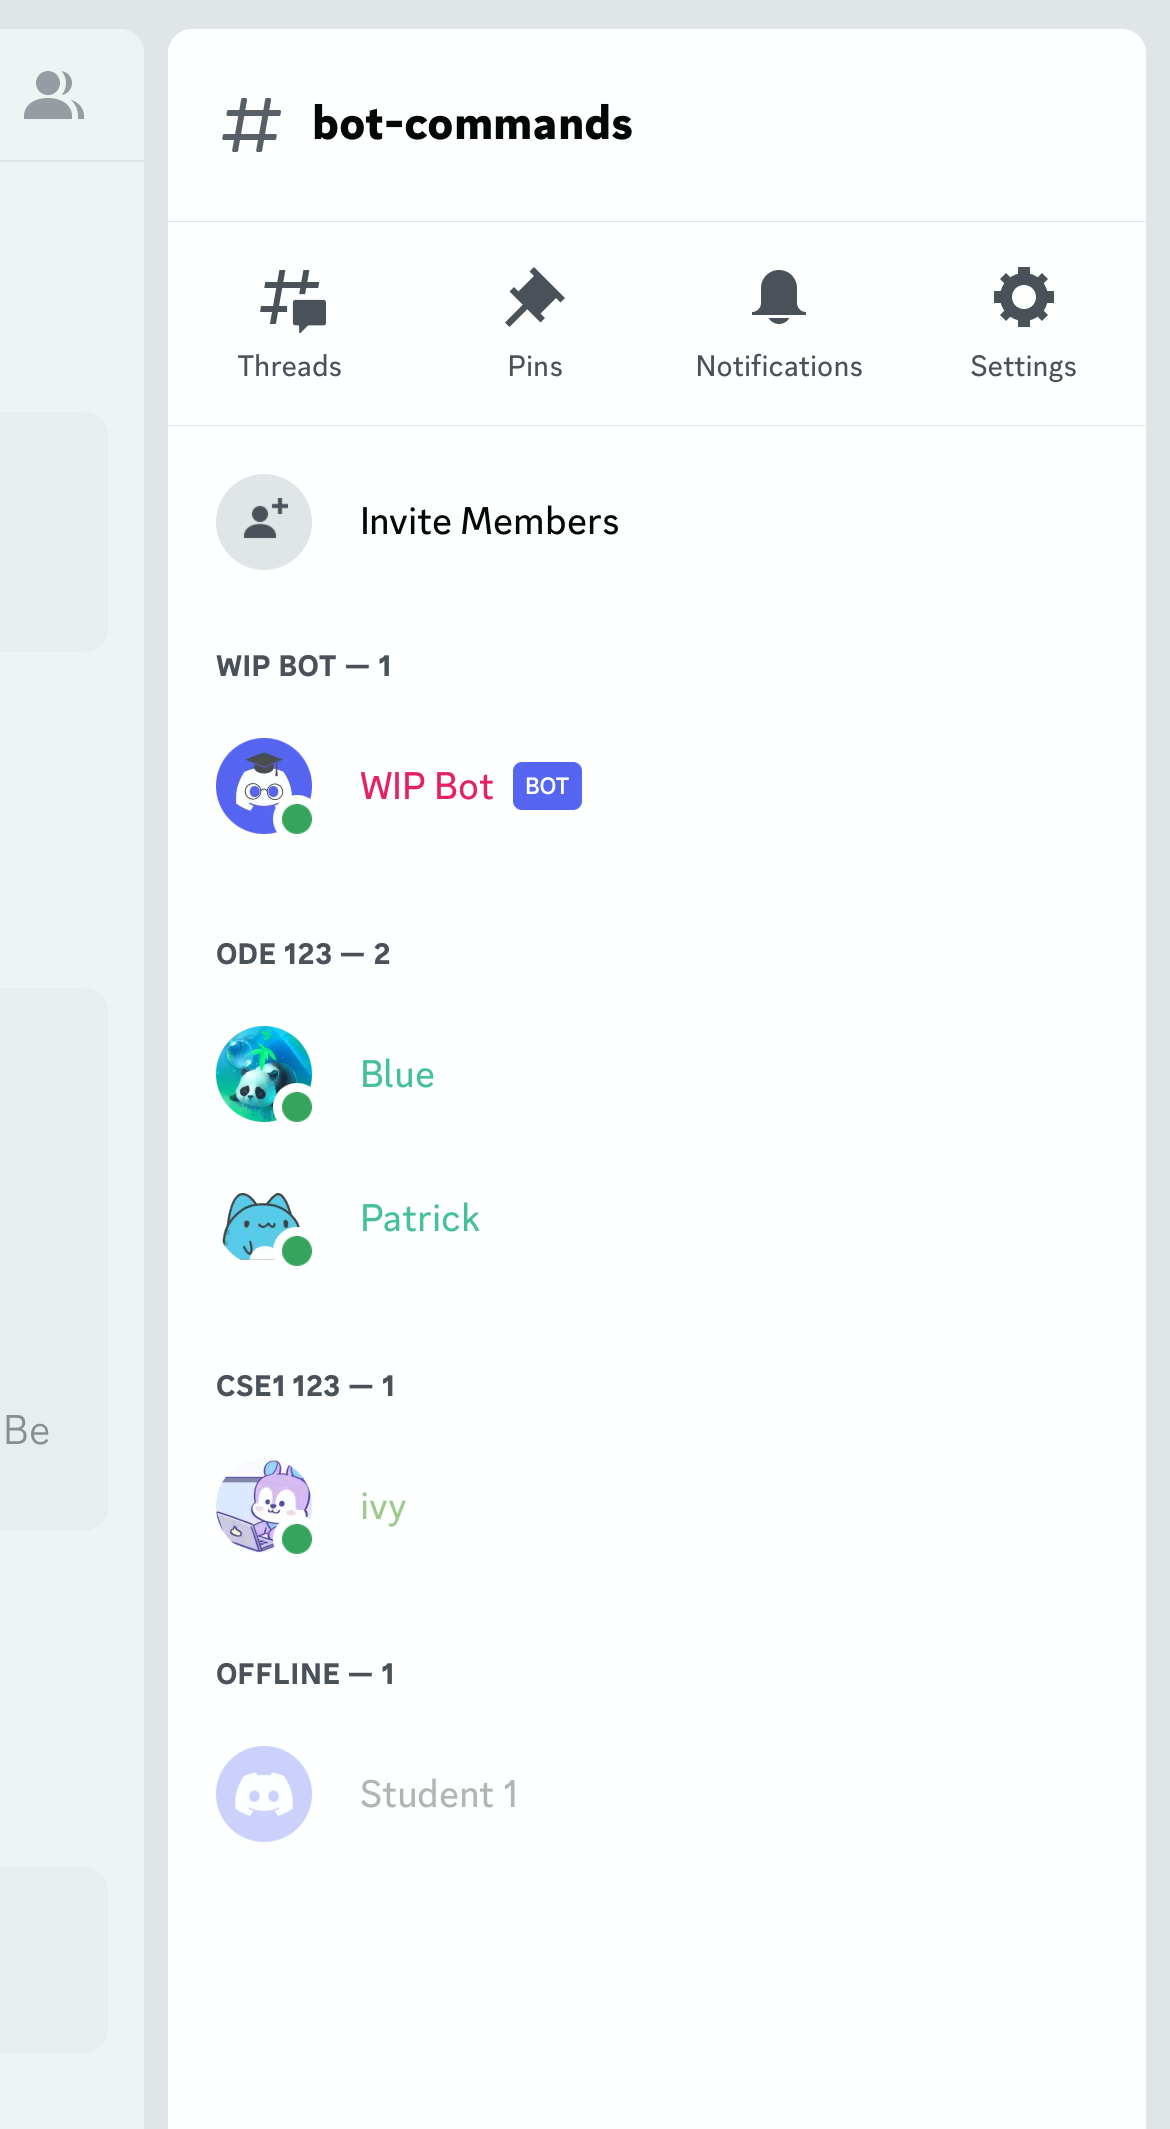 bot-commands
Threads
Pins
Notifications
Settings
Invite Members
WIP BOT — 1
WIP Bot BOT
ODE 123 — 2
Blue
Patrick
CSE1 123 — 1
Be
ivy
OFFLINE — 1
Student 1